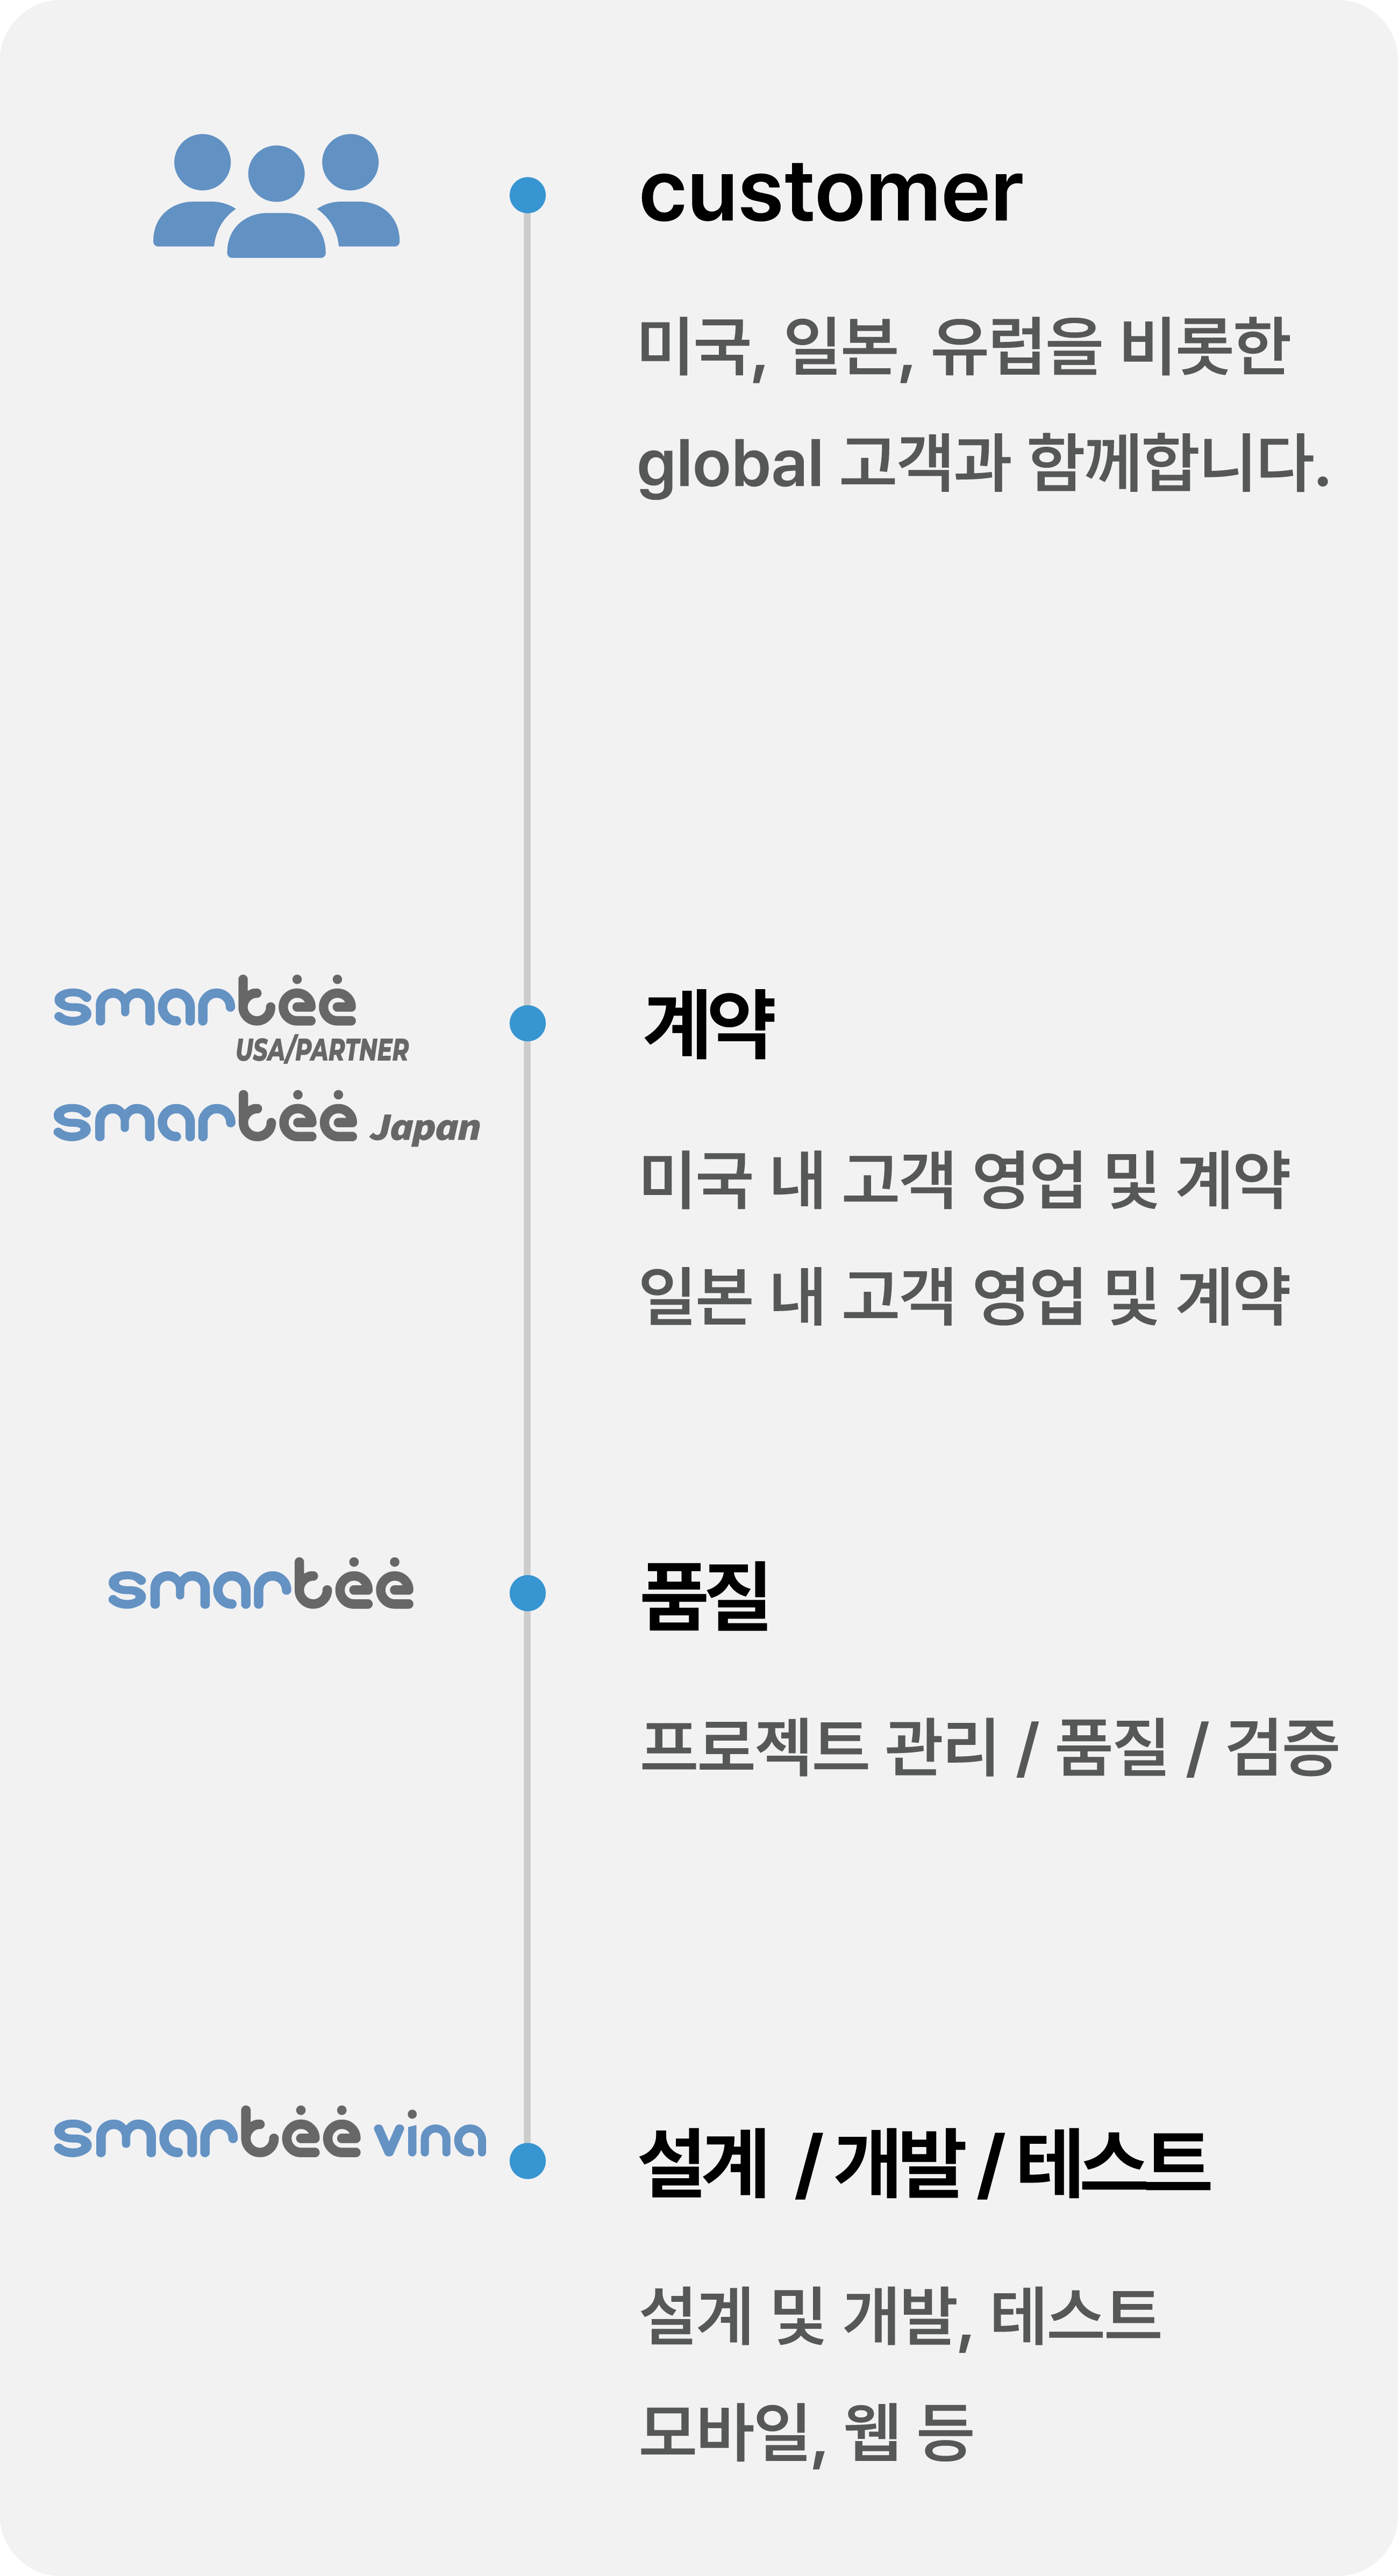 customer
미국, 일본, 유럽을 비롯한
global 고객과 함께합니다.
smartëë
USA/PARTNER
smartëë Japan
계약
미국 내 고객 영업 및 계약
일본 내 고객 영업 및 계약
smartëë
품질
프로젝트 관리 / 품질 / 검증
smartëë vina
설계 / 개발 / 테스트
설계 및 개발, 테스트
모바일, 웹 등